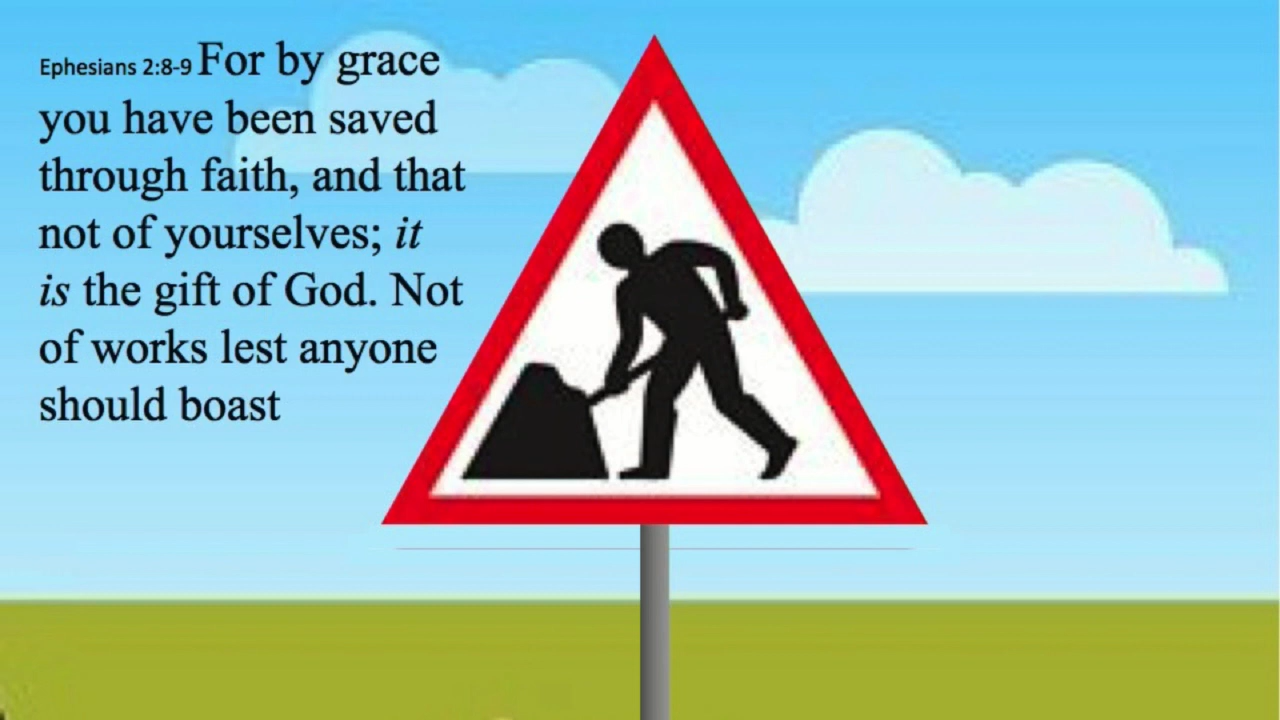 Ephesians 2:8-9 For by grace
you have been saved
through faith, and that
not of yourselves; it
is the gift of God. Not
of works lest anyone
should boast